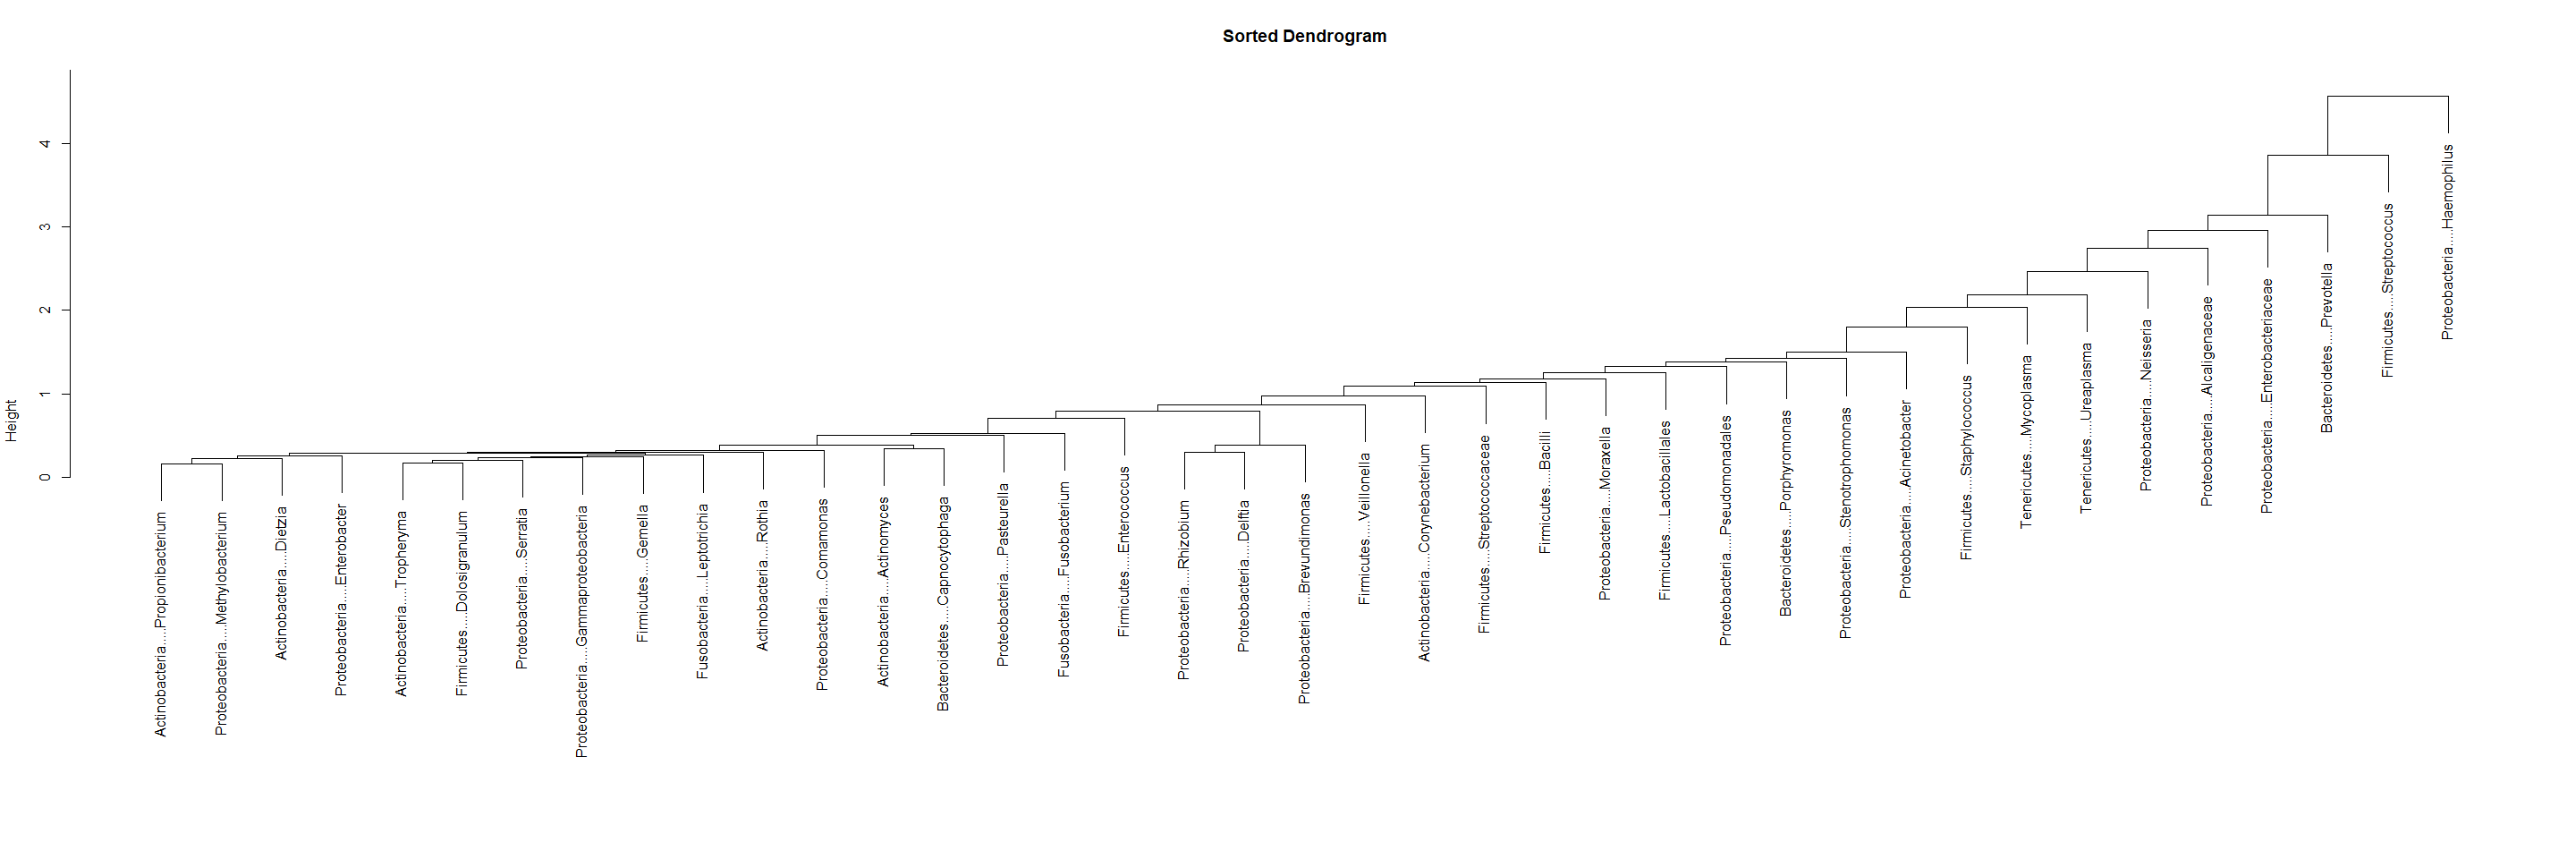 Sorted Dendrogram
Height
0
1
2
3
4
Actinobacteria.....Propionibacterium
Proteobacteria.....Methylobacterium
Actinobacteria.....Dietzia
Proteobacteria.....Enterobacter
Actinobacteria.....Tropheryma
Firmicutes.....Dolosigranulum
Proteobacteria.....Serratia
Proteobacteria.....Gammaproteobacteria
Firmicutes.....Gemella
Fusobacteria.....Leptotrichia
Actinobacteria.....Rothia
Proteobacteria.....Comamonas
Actinobacteria.....Actinomyces
Bacteroidetes.....Capnocytophaga
Proteobacteria.....Pasteurella
Fusobacteria.....Fusobacterium
Firmicutes.....Enterococcus
Proteobacteria.....Rhizobium
Proteobacteria.....Delftia
Proteobacteria.....Brevundimonas
Firmicutes.....Veillonella
Actinobacteria.....Corynebacterium
Firmicutes.....Streptococcaceae
Firmicutes.....Bacilli
Proteobacteria.....Moraxella
Firmicutes.....Lactobacillales
Proteobacteria.....Pseudomonadales
Bacteroidetes.....Porphyromonas
Proteobacteria.....Stenotrophomonas
Proteobacteria.....Acinetobacter
Firmicutes.....Staphylococcus
Tenericutes.....Mycoplasma
Tenericutes.....Ureaplasma
Proteobacteria.....Neisseria
Proteobacteria.....Alcaligenaceae
Proteobacteria.....Enterobacteriaceae
Bacteroidetes.....Prevotella
Firmicutes.....Streptococcus
Proteobacteria.....Haemophilus